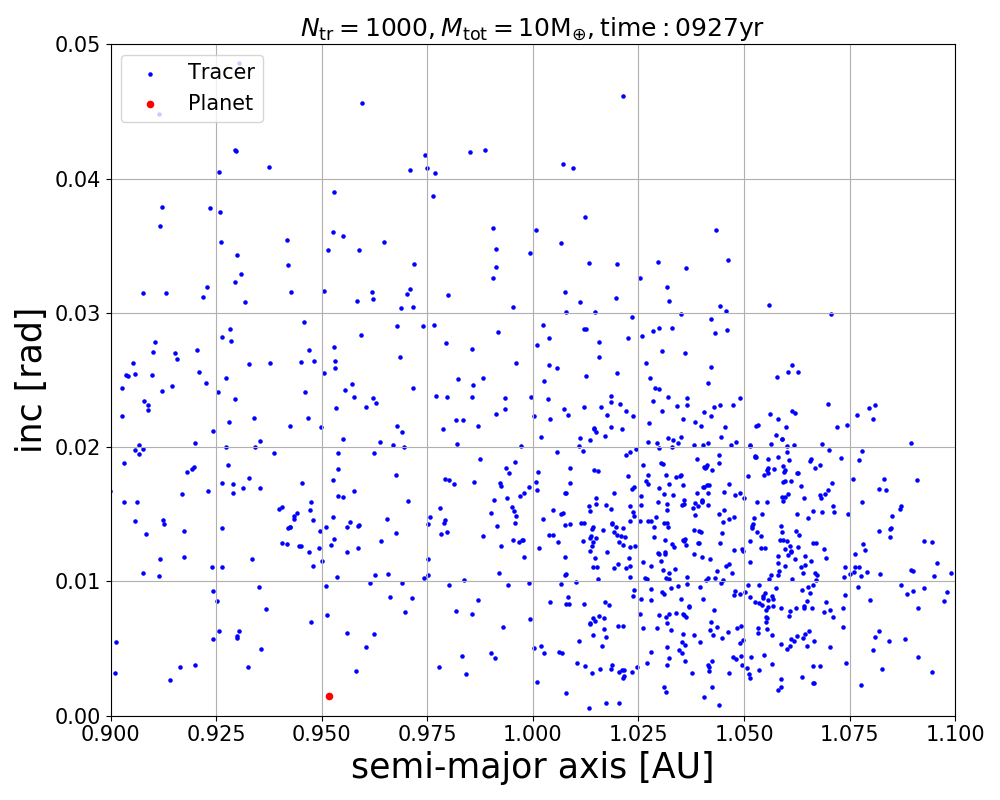 N_tr = 1000, M_tot = 10M_⊕, time : 0927yr
0.05
Tracer
Planet
0.04
0.03
inc [rad]
0.02
0.01
0.00
0.900 0.925 0.950 0.975 1.000 1.025 1.050 1.075 1.100
semi-major axis [AU]